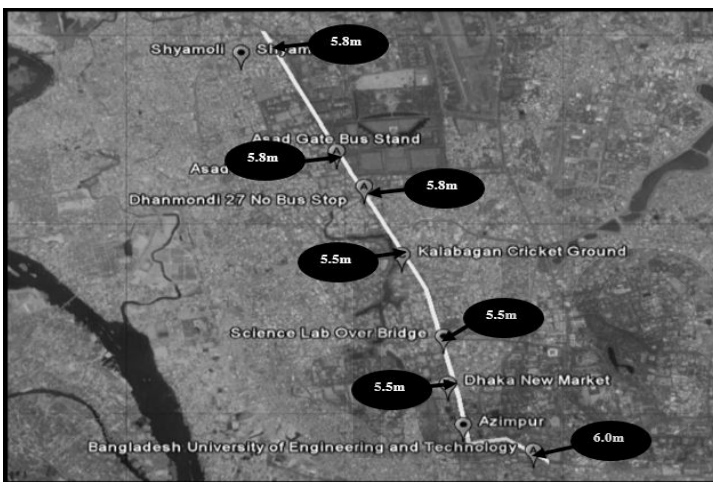 5.8m
Shyamoli
Shyam
Asad Gate Bus Stand
5.8m
Asad
5.8m
Dhanmondi 27 No Bus Stop
Kalabagan Cricket Ground
5.5m
5.5m
Science Lab Over Bridge
5.5m
Dhaka New Market
Azimpur
6.0m
Bangladesh University of Engineering and Technology